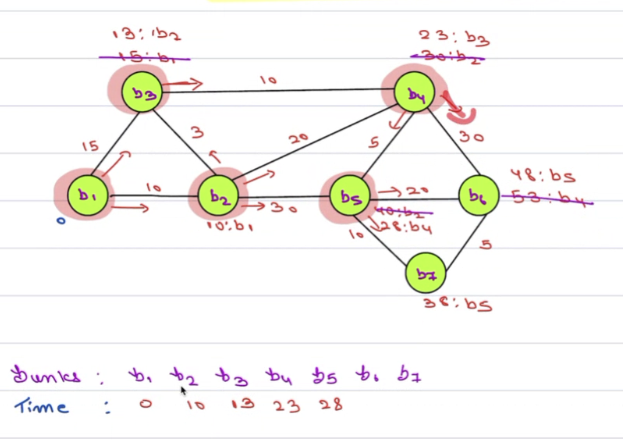 13:b2 23:b3
15:b1 30:b2
b3 10 b4
15 3 20 5 30
48:b5
b1 10 b2 30 b5 20 b6 53:b4
0 10:b1 40:b2
10 28:b4
5
b7
38:b5
Bunks : b1 b2 b3 b4 b5 b6 b7
Time : 0 10 13 23 28